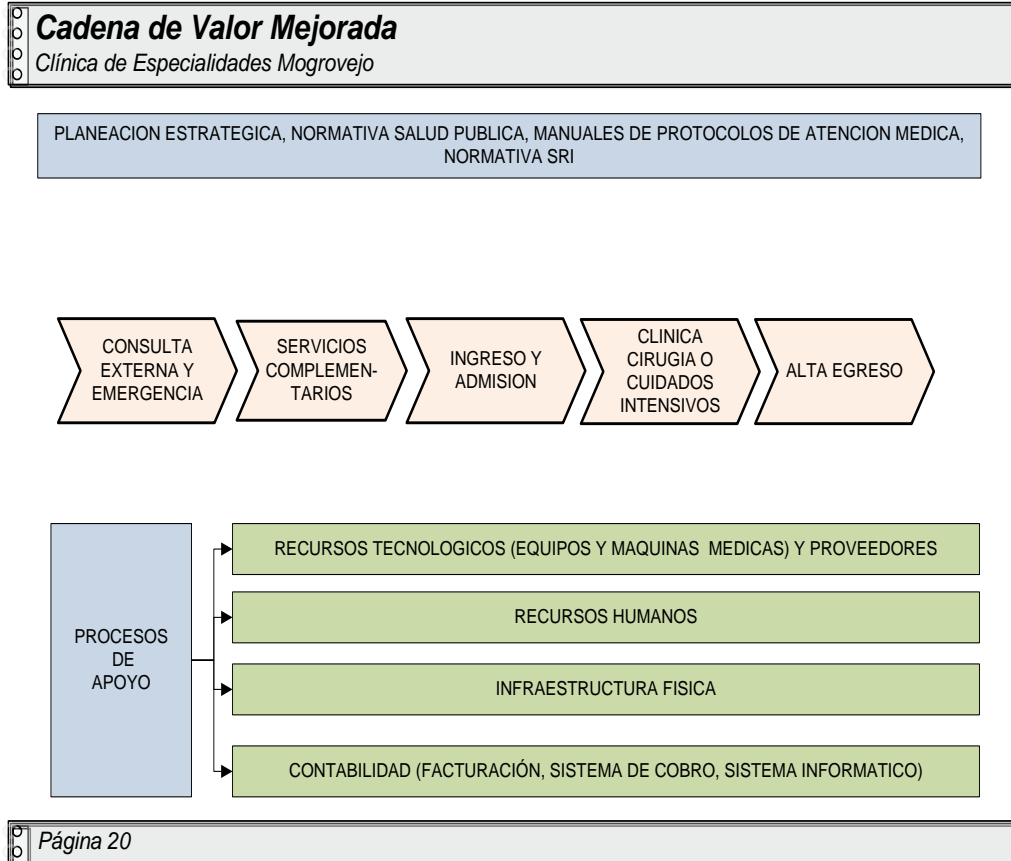 Cadena de Valor Mejorada
Clínica de Especialidades Mogrovejo
PLANEACION ESTRATEGICA, NORMATIVA SALUD PUBLICA, MANUALES DE PROTOCOLOS DE ATENCION MEDICA,
NORMATIVA SRI
CONSULTA
EXTERNA Y
EMERGENCIA
SERVICIOS
COMPLEMEN-
TARIOS
INGRESO Y
ADMISION
CLINICA
CIRUGIA O
CUIDADOS
INTENSIVOS
ALTA EGRESO
PROCESOS
DE
APOYO
RECURSOS TECNOLOGICOS (EQUIPOS Y MAQUINAS MEDICAS) Y PROVEEDORES
RECURSOS HUMANOS
INFRAESTRUCTURA FISICA
CONTABILIDAD (FACTURACIÓN, SISTEMA DE COBRO, SISTEMA INFORMATICO)
Página 20